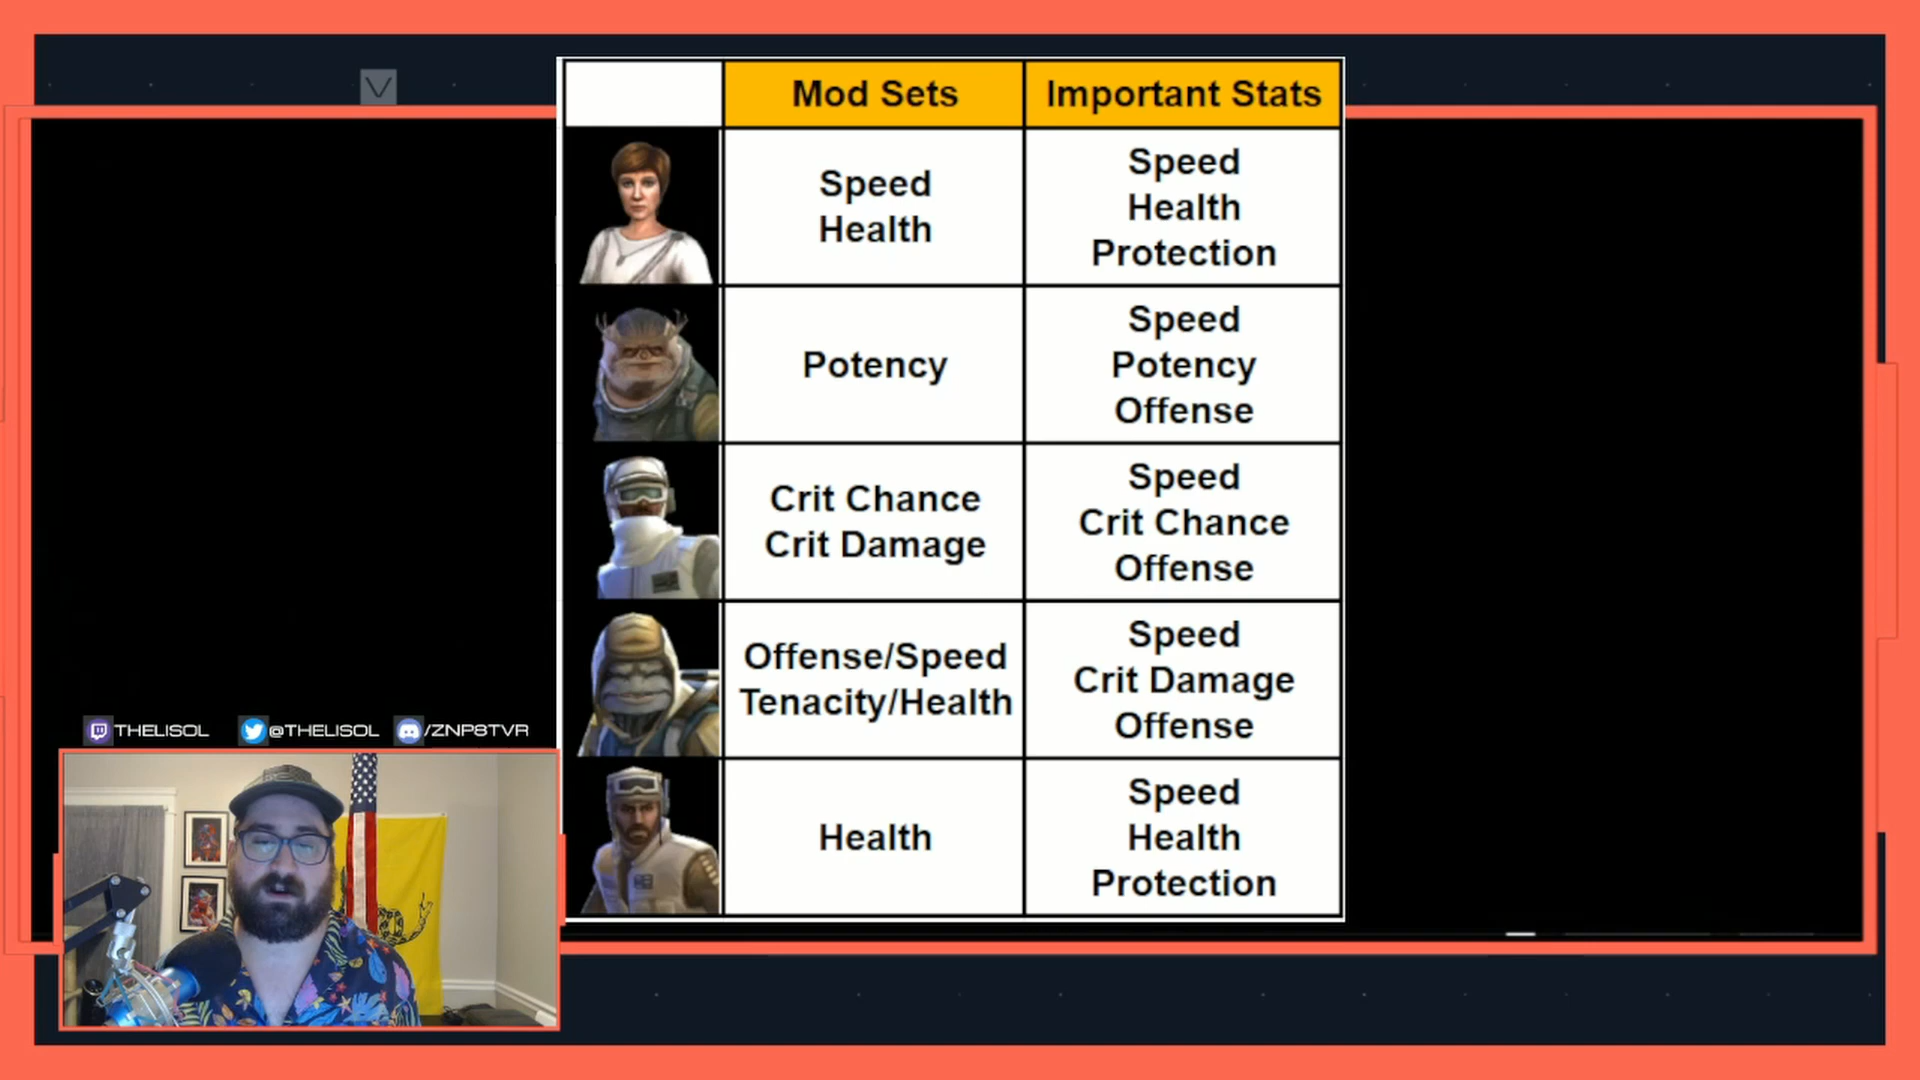 Mod Sets
Important Stats
Speed
Health
Speed
Health
Protection
Potency
Speed
Potency
Offense
Crit Chance
Crit Damage
Speed
Crit Chance
Offense
Offense/Speed
Tenacity/Health
Speed
Crit Damage
Offense
Health
Speed
Health
Protection
THELISOL
@THELISOL
/ZNP8TVR